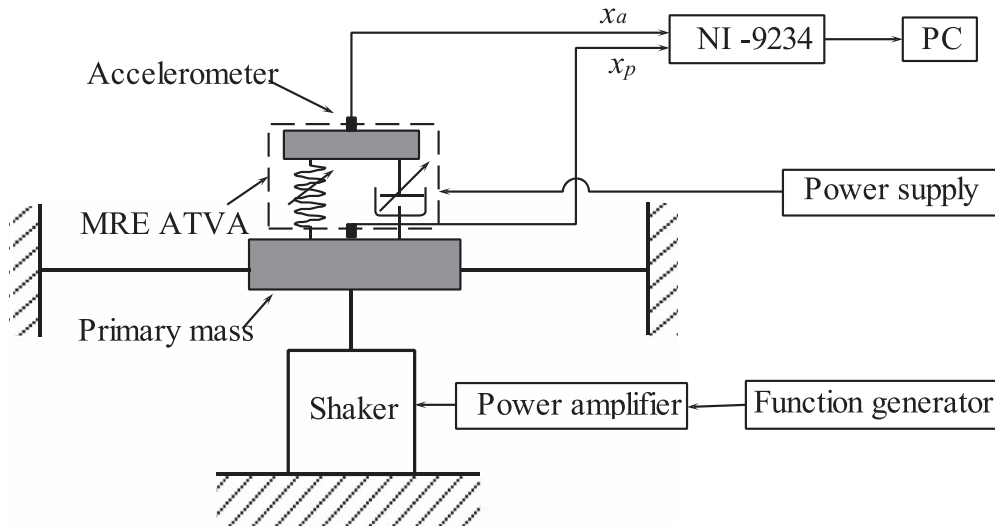 xa
NI -9234
PC
xp
Accelerometer
Power supply
MRE ATVA
Primary mass
Shaker
Power amplifier
Function generator